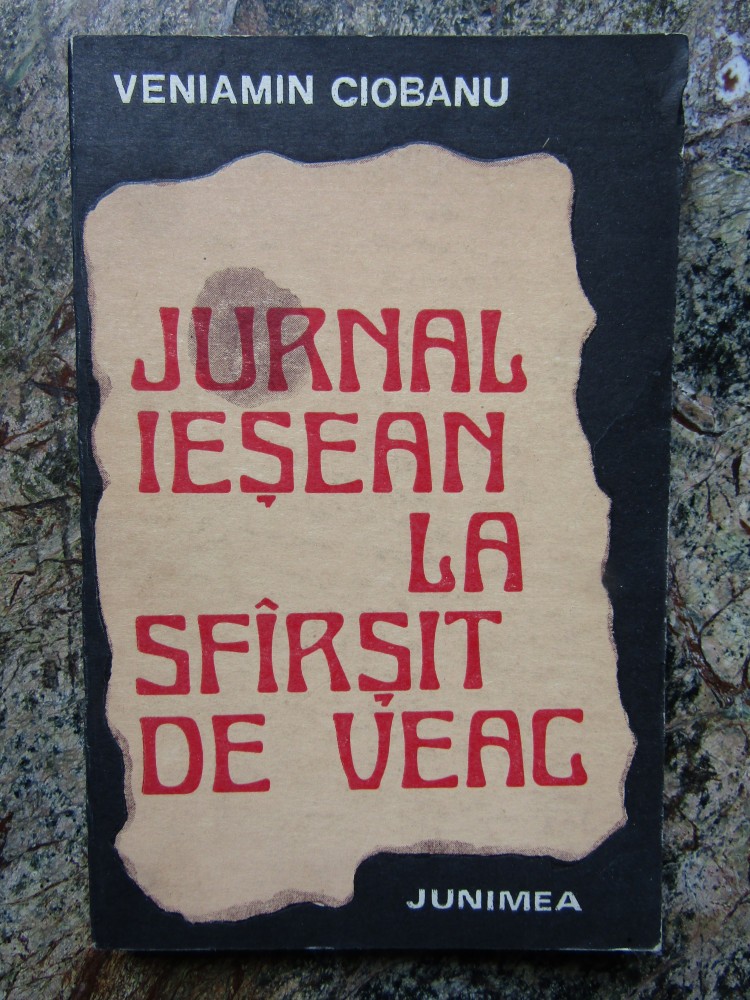 VENIAMIN CIOBANU
JURNAL
IEȘEAN
LA
SFÎRȘIT
DE VEAC
JUNIMEA